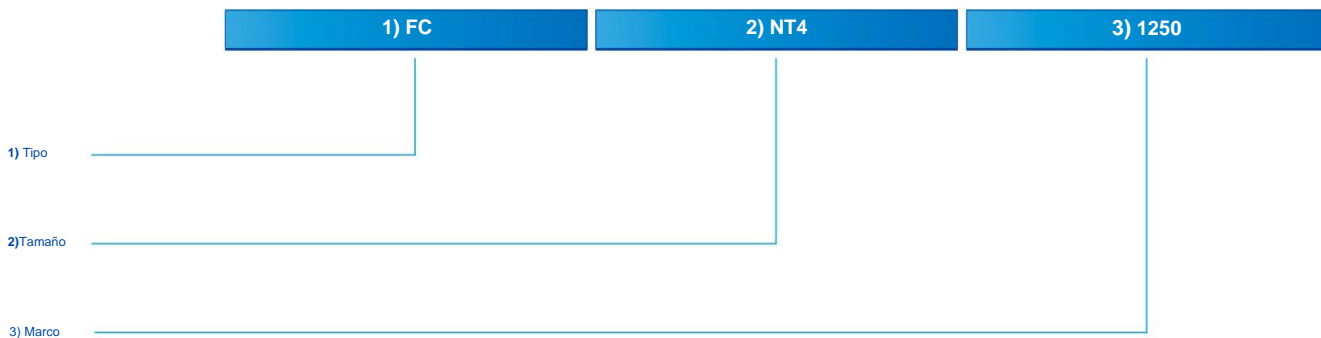 1) FC
2) NT4
3) 1250
1) Tipo
2)Tamaño
3) Marco